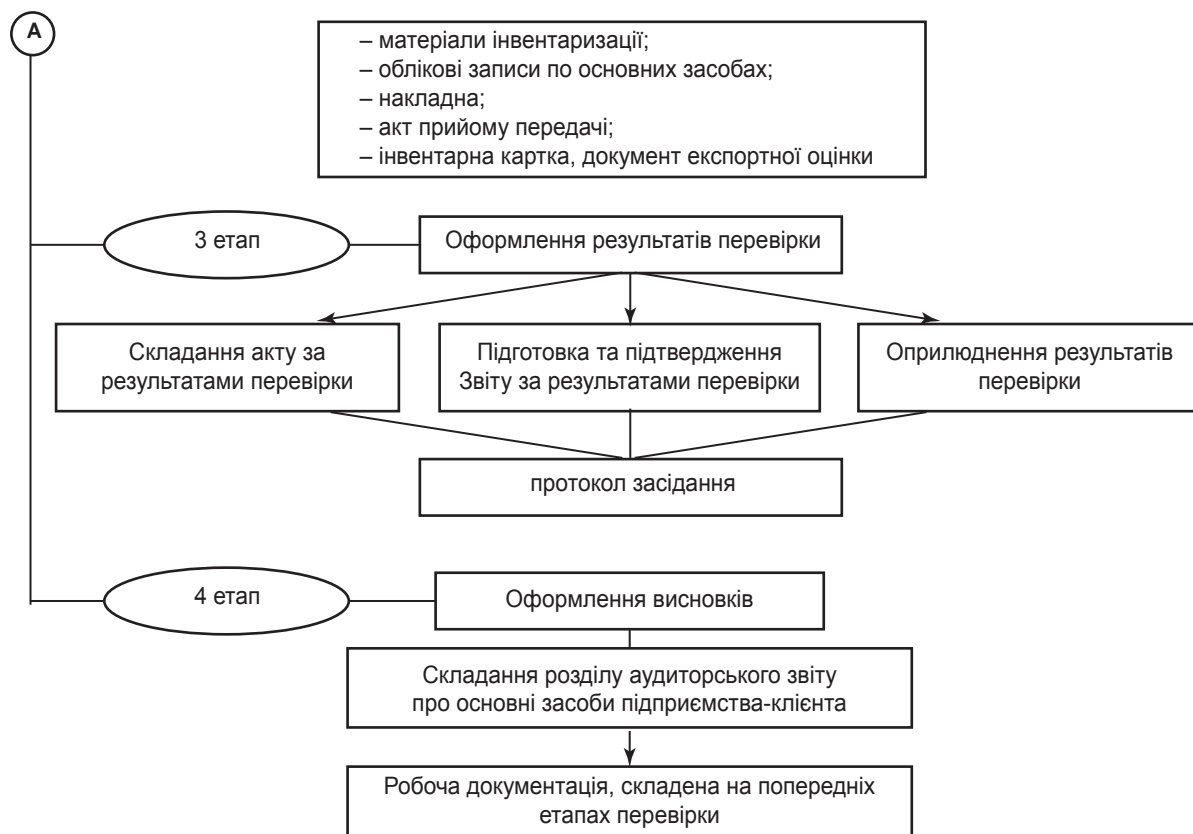 А
– матеріали інвентаризації;
– облікові записи по основних засобах;
– накладна;
– акт прийому передачі;
– інвентарна картка, документ експортної оцінки
3 етап
Оформлення результатів перевірки
Складання акту за
результатами перевірки
Підготовка та підтвердження
Звіту за результатами перевірки
Оприлюднення результатів
перевірки
протокол засідання
4 етап
Оформлення висновків
Складання розділу аудиторського звіту
про основні засоби підприємства-клієнта
Робоча документація, складена на попередніх
етапах перевірки